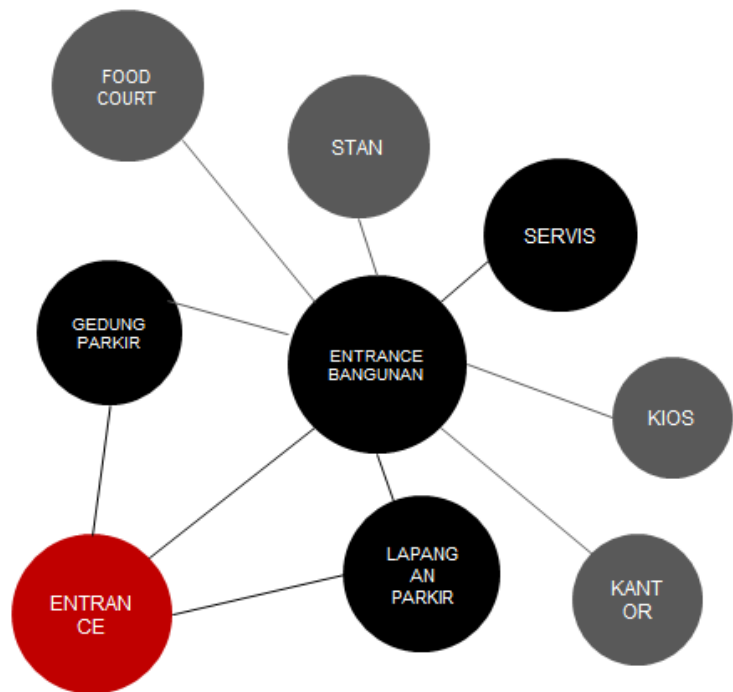 FOOD
COURT
STAN
SERVIS
GEDUNG
PARKIR
ENTRANCE
BANGUNAN
KIOS
LAPANG
AN
PARKIR
KANT
OR
ENTRAN
CE